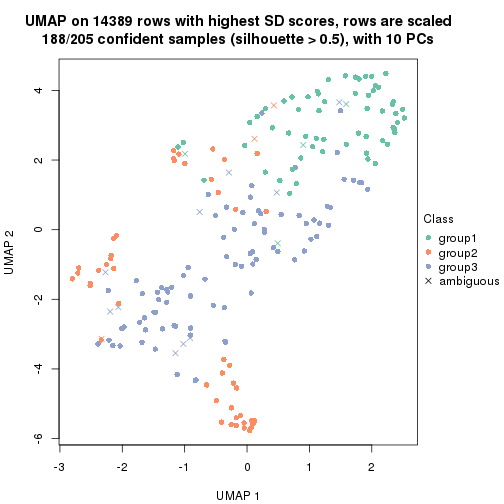 UMAP on 14389 rows with highest SD scores, rows are scaled
188/205 confident samples (silhouette > 0.5), with 10 PCs
4
2
0
-2
-4
-6
UMAP 2
-3
-2
-1
0
1
2
UMAP 1
Class
group1
group2
group3
ambiguous